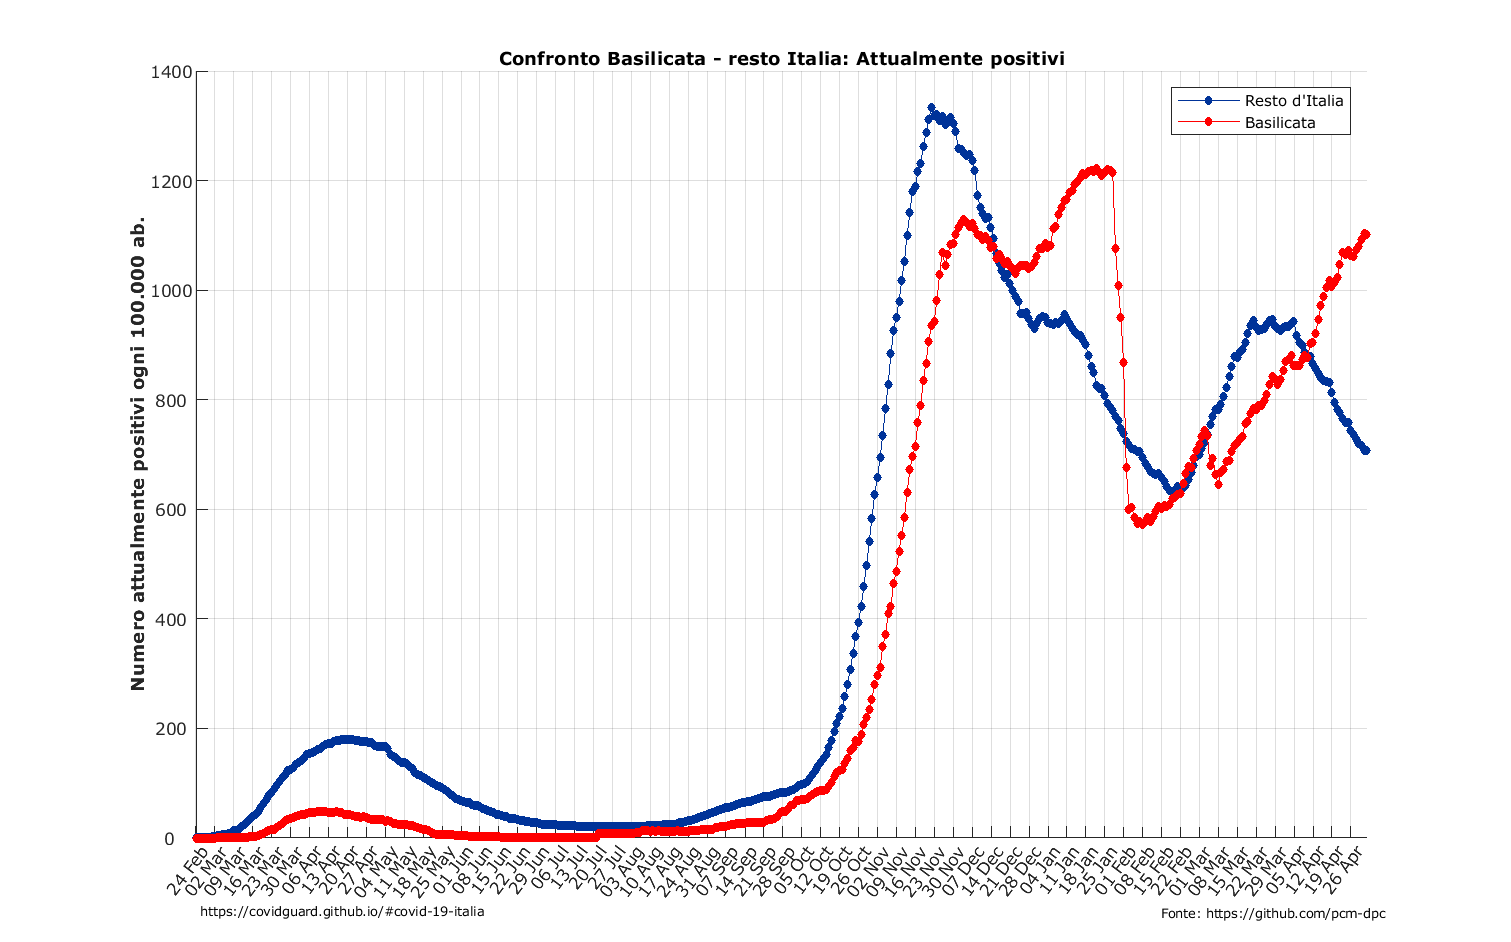 Confronto Basilicata - resto Italia: Attualmente positivi
Resto d'Italia
Basilicata
Numero attualmente positivi ogni 100.000 ab.
1400
1200
1000
800
600
400
200
0
24 Feb
02 Mar
09 Mar
16 Mar
23 Mar
30 Mar
06 Apr
13 Apr
20 Apr
27 Apr
04 May
11 May
18 May
25 May
01 Jun
08 Jun
15 Jun
22 Jun
29 Jun
06 Jul
13 Jul
20 Jul
27 Jul
03 Aug
10 Aug
17 Aug
24 Aug
31 Aug
07 Sep
14 Sep
21 Sep
28 Sep
05 Oct
12 Oct
19 Oct
26 Oct
02 Nov
09 Nov
16 Nov
23 Nov
30 Nov
07 Dec
14 Dec
21 Dec
28 Dec
04 Jan
11 Jan
18 Jan
25 Jan
01 Feb
08 Feb
15 Feb
22 Feb
01 Mar
08 Mar
15 Mar
22 Mar
29 Mar
05 Apr
12 Apr
19 Apr
26 Apr
https://covidguard.github.io/#covid-19-italia
Fonte: https://github.com/pcm-dpc